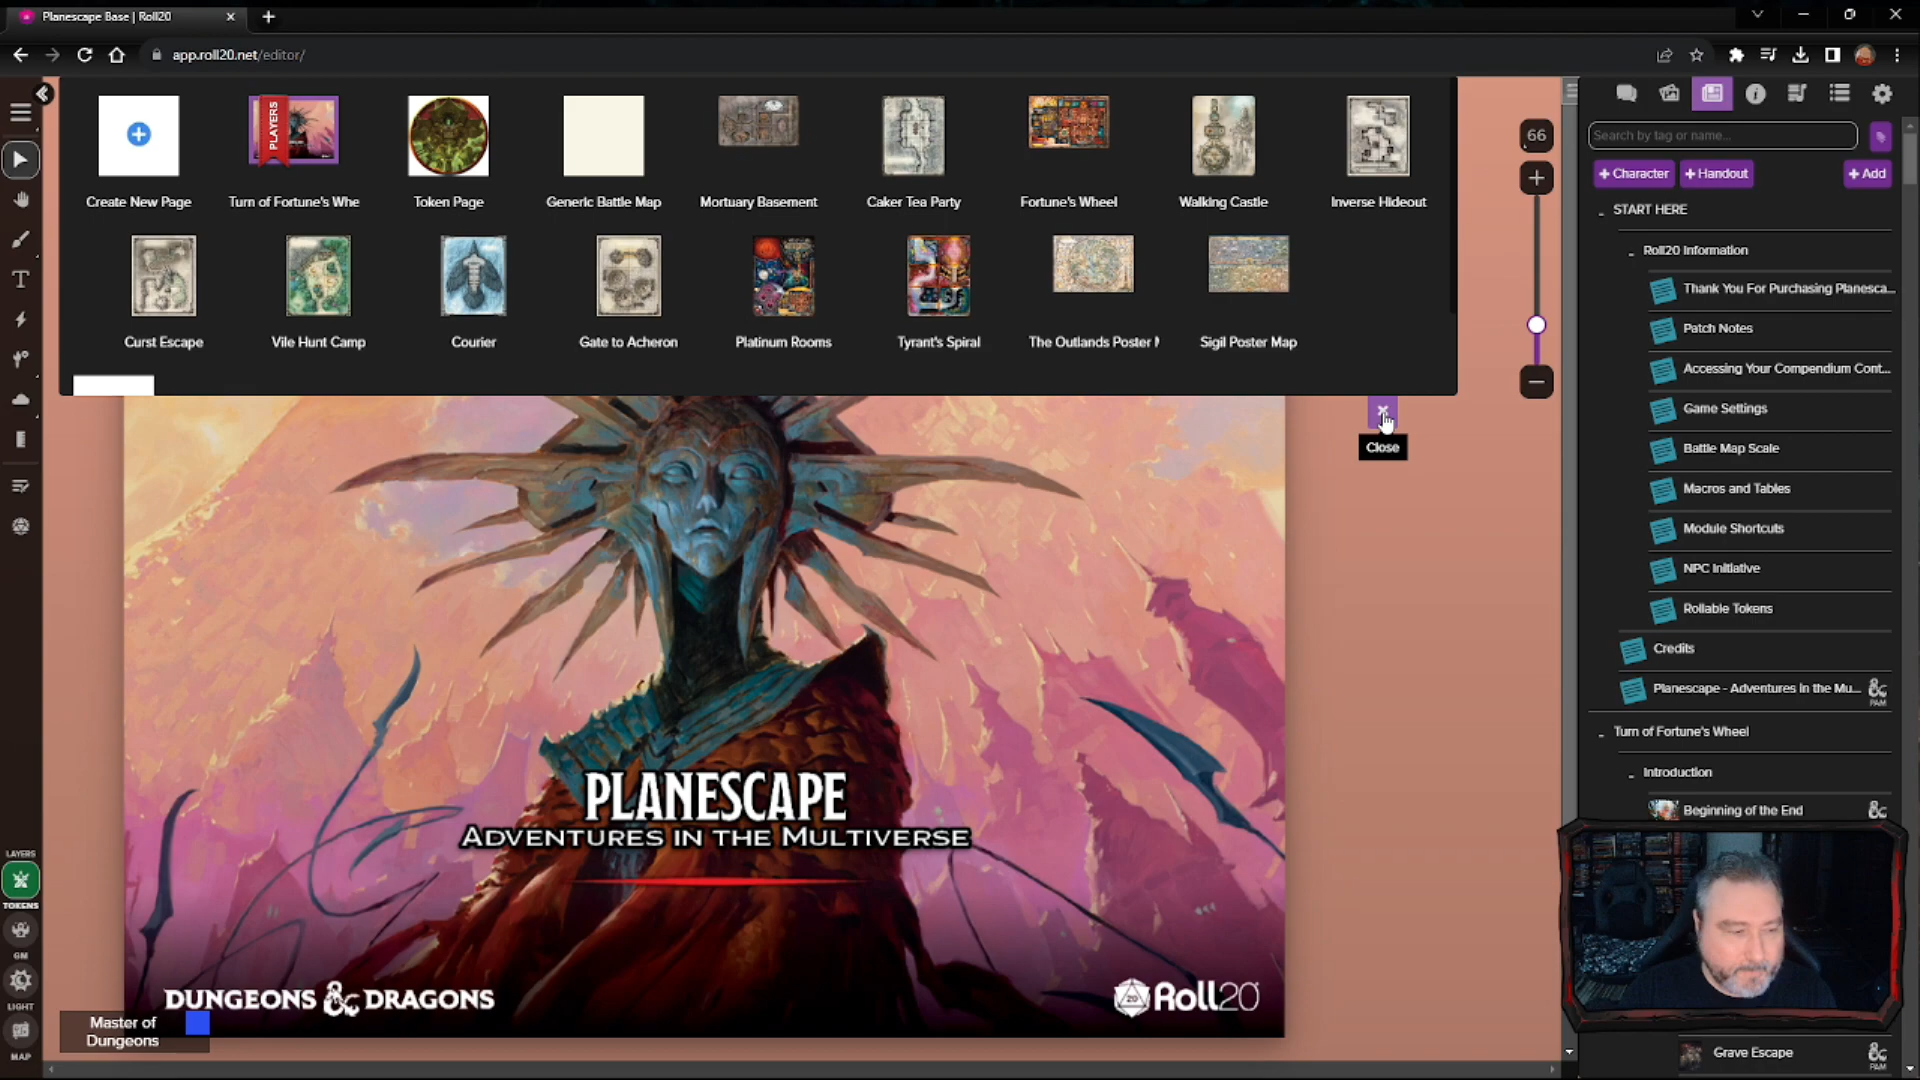 Planescape Base | Roll20
app.roll20.net/editor/
PLAYERS
Create New Page
Turn of Fortune's Whe
Token Page
Generic Battle Map
Mortuary Basement
Caker Tea Party
Fortune's Wheel
Walking Castle
Inverse Hideout
Curst Escape
Vile Hunt Camp
Courier
Gate to Acheron
Platinum Rooms
Tyrant's Spiral
The Outlands Poster M
Sigil Poster Map
Close
66
Search by tag or name...
+ Character
+ Handout
+ Add
START HERE
Roll20 Information
Thank You For Purchasing Planesca...
Patch Notes
Accessing Your Compendium Cont...
Game Settings
Battle Map Scale
Macros and Tables
Module Shortcuts
NPC Initiative
Rollable Tokens
Credits
Planescape - Adventures in the Mu...
PAM
Turn of Fortune's Wheel
Introduction
Beginning of the End
Grave Escape
PAM
LAYERS
TOKENS
GM
LIGHT
MAP
PLANESCAPE
ADVENTURES IN THE MULTIVERSE
DUNGEONS & DRAGONS
20
Roll20
Master of
Dungeons